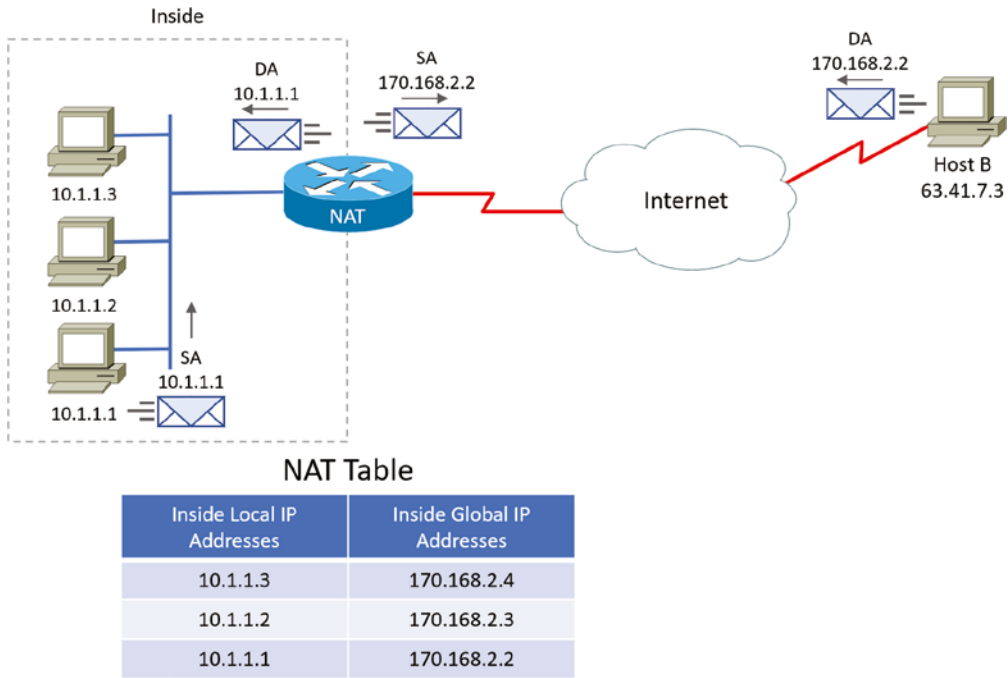 Inside
DA
10.1.1.1
SA
170.168.2.2
DA
170.168.2.2
10.1.1.3
NAT
Internet
Host B
63.41.7.3
10.1.1.2
SA
10.1.1.1
10.1.1.1
NAT Table
Inside Local IP
Addresses
Inside Global IP
Addresses
10.1.1.3
170.168.2.4
10.1.1.2
170.168.2.3
10.1.1.1
170.168.2.2